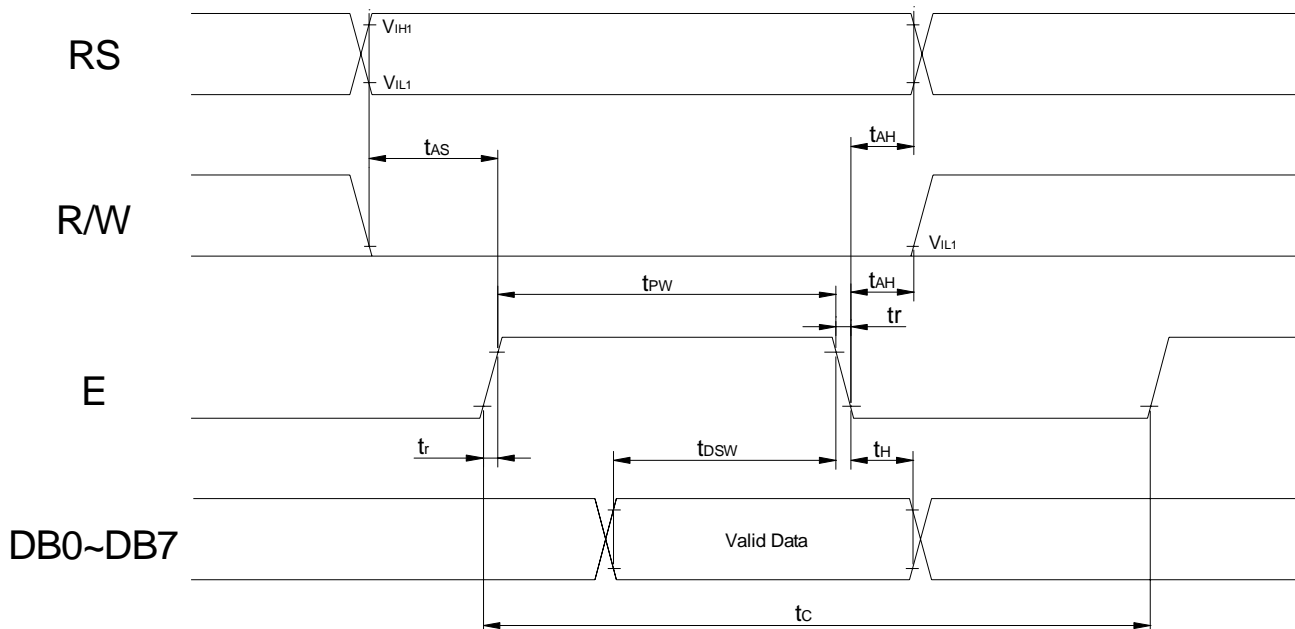 RS
VIH1
VIL1
tAS
tAH
R/W
VIL1
tPW
tAH
tr
E
tr
tDSW
tH
DB0~DB7
Valid Data
tC